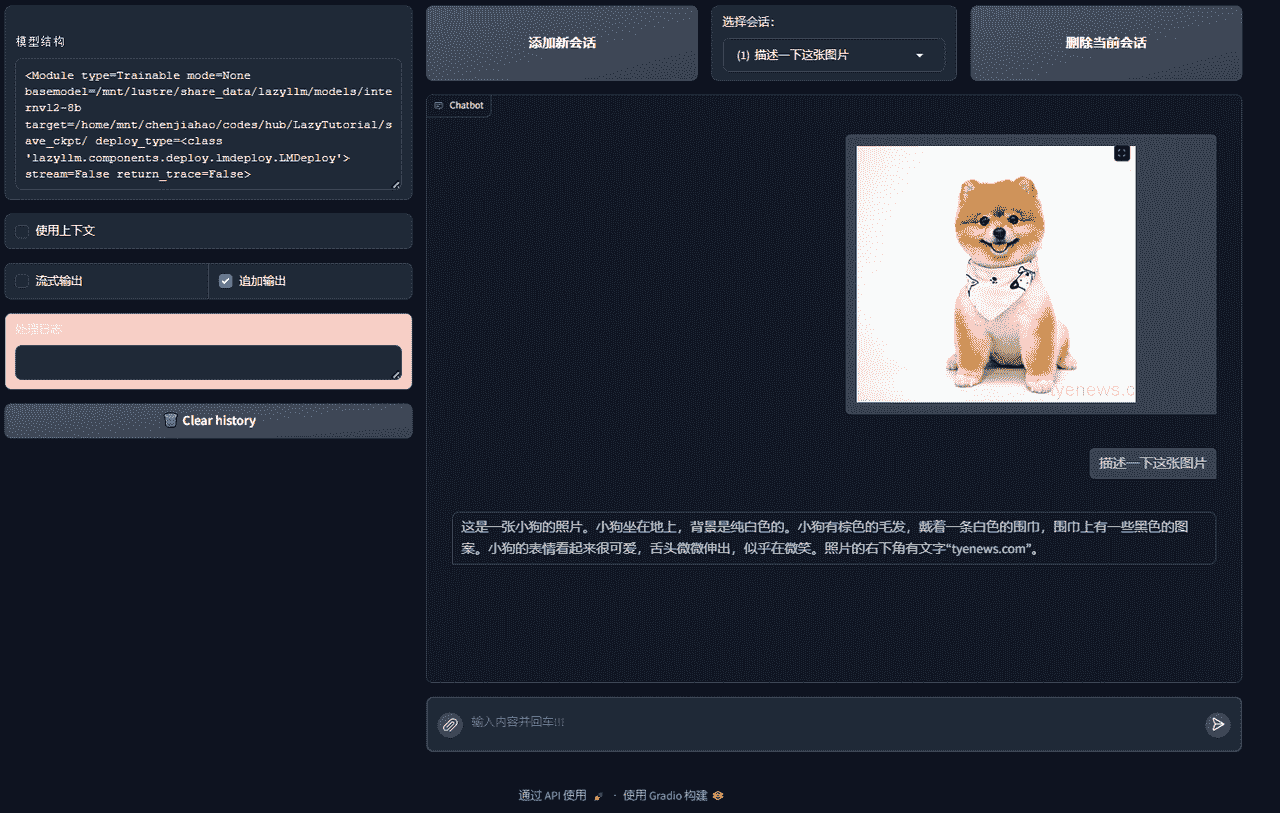 模型结构
<Module type=Trainable mode=None
basemodel=/mnt/lustre/share_data/lazyllm/models/inte
rnvl2-8b
target=/home/mnt/chenjiahao/codes/hub/LazyTutorial/s
ave_ckpt/ deploy_type=<class
'lazyllm.components.deploy.lmdeploy.LMDeploy'>
stream=False return_trace=False>
使用上下文
流式输出
追加输出
处理日志
Clear history
添加新会话
选择会话:
(1) 描述一下这张图片
删除当前会话
Chatbot
tyenews.c
描述一下这张图片
这是一张小狗的照片。小狗坐在地上，背景是纯白色的。小狗有棕色的毛发，戴着一条白色的围巾，围巾上有一些黑色的图
案。小狗的表情看起来很可爱，舌头微微伸出，似乎在微笑。照片的右下角有文字“tyenews.com”。
输入内容并回车!!!
通过 API 使用 · 使用 Gradio 构建